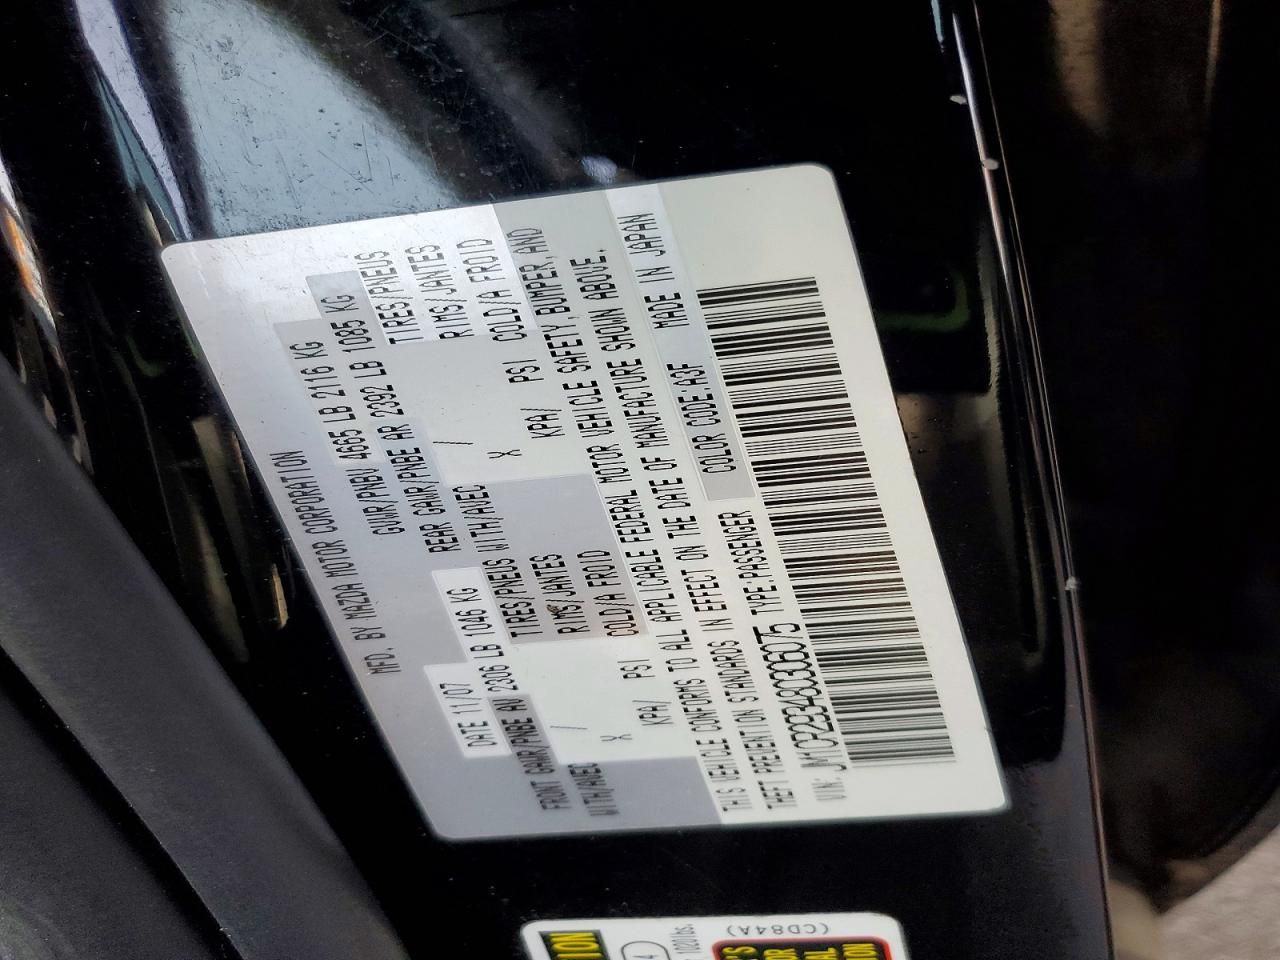 MFD. BY MAZDA MOTOR CORPORATION
DATE 11/07 GVWR/PNBV 4665 LB 2116 KG
FRONT GAWR/PNBE AV 2306 LB 1046 KG REAR GAWR/PNBE AR 2392 LB 1085 KG
WITH/AVEC TIRES/PNEUS WITH/AVEC TIRES/PNEUS
/ RIMS/JANTES / RIMS/JANTES
X COLD/A FROID X COLD/A FROID
KPA/ PSI KPA/ PSI
THIS VEHICLE CONFORMS TO ALL APPLICABLE FEDERAL MOTOR VEHICLE SAFETY BUMPER, AND
THEFT PREVENTION STANDARDS IN EFFECT ON THE DATE OF MANUFACTURE SHOWN ABOVE.
VIN: TYPE:PASSENGER COLOR CODE:A3F MADE IN JAPAN
(CD84A)